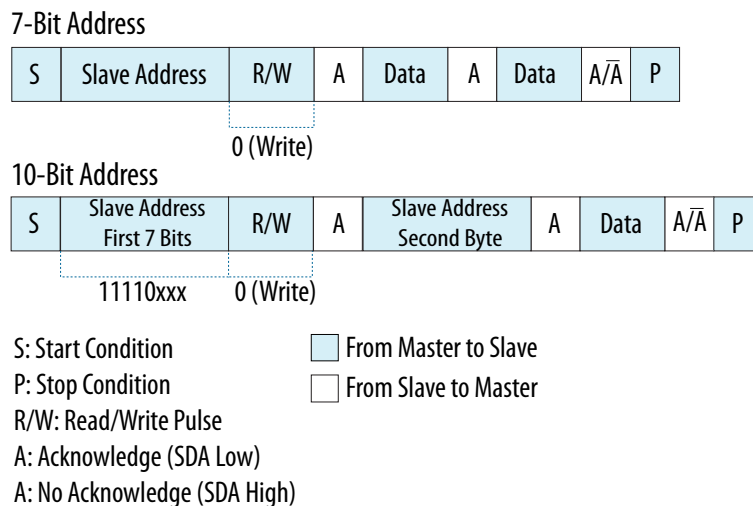 7-Bit Address
S Slave Address R/W A Data A Data A/A̅ P
0 (Write)
10-Bit Address
S Slave Address First 7 Bits R/W A Slave Address Second Byte A Data A/A̅ P
11110xxx 0 (Write)
S: Start Condition
P: Stop Condition
R/W: Read/Write Pulse
A: Acknowledge (SDA Low)
A: No Acknowledge (SDA High)
From Master to Slave
From Slave to Master